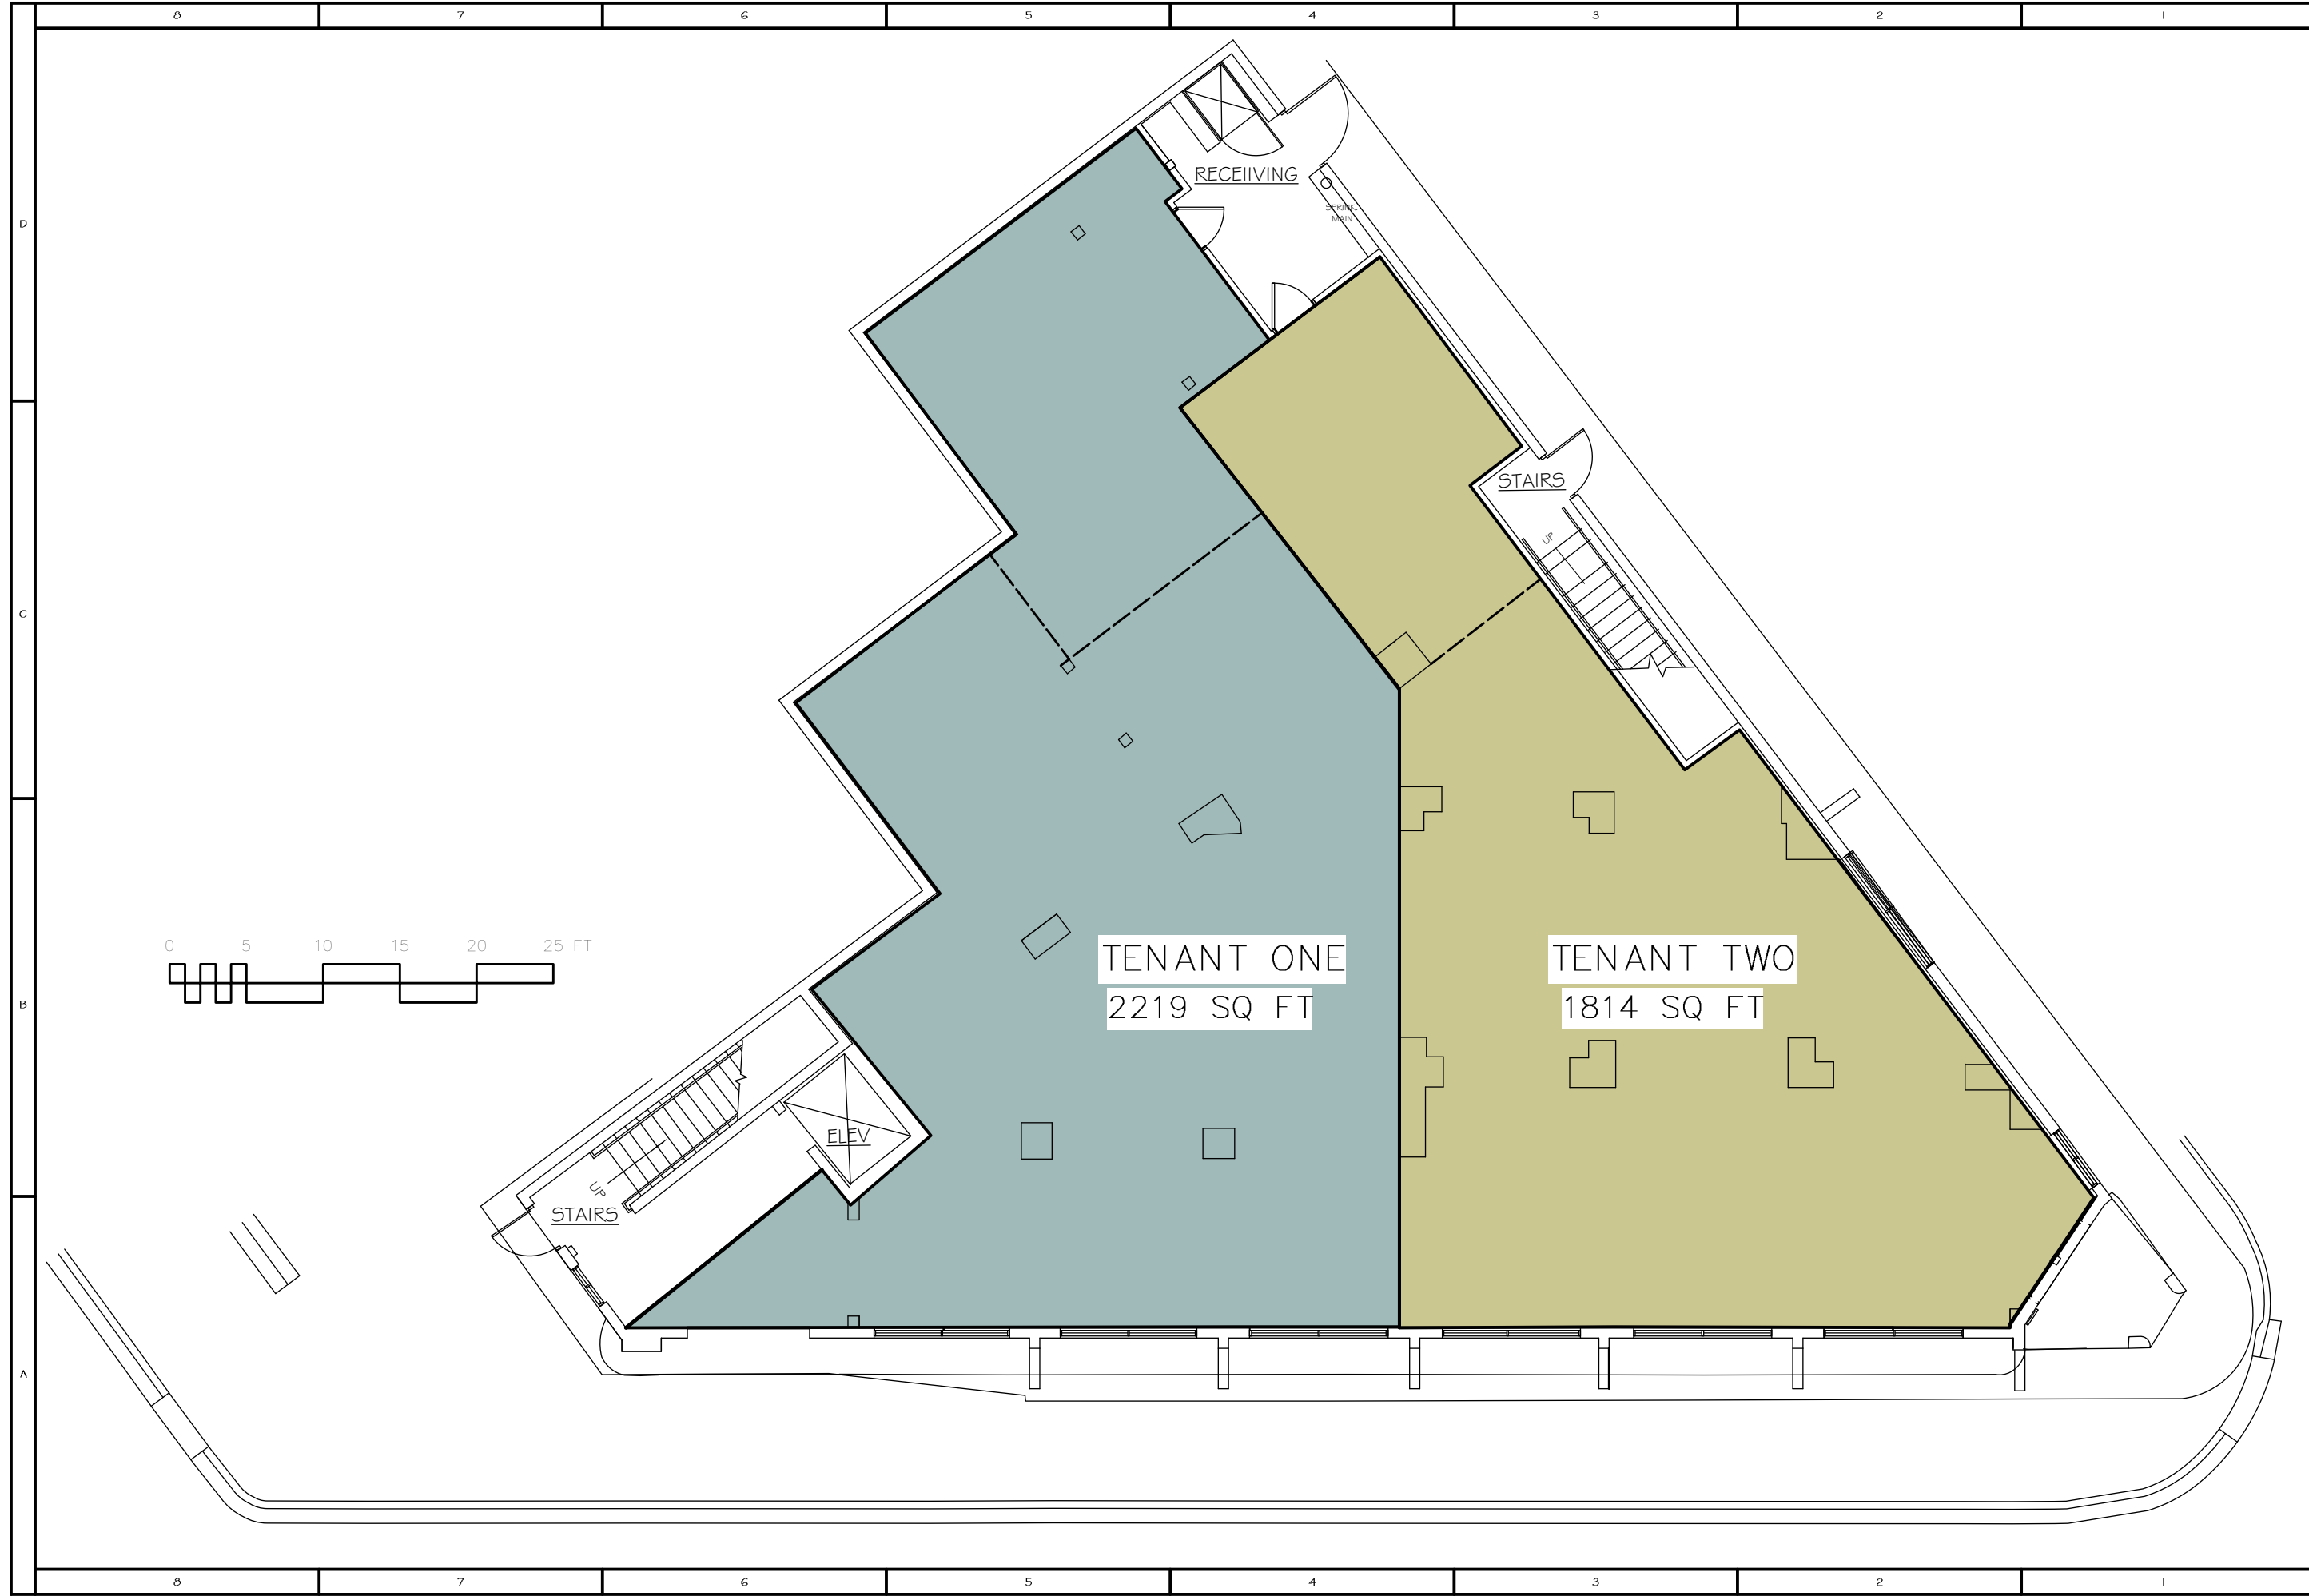 8 7 6 5 4 3 2 1
RECEIIVING
SPRINK.
MAIN
D
STAIRS
UP
C
0 5 10 15 20 25 FT
TENANT ONE
2219 SQ FT
TENANT TWO
1814 SQ FT
B
ELEV
UP
STAIRS
A
8 7 6 5 4 3 2 1